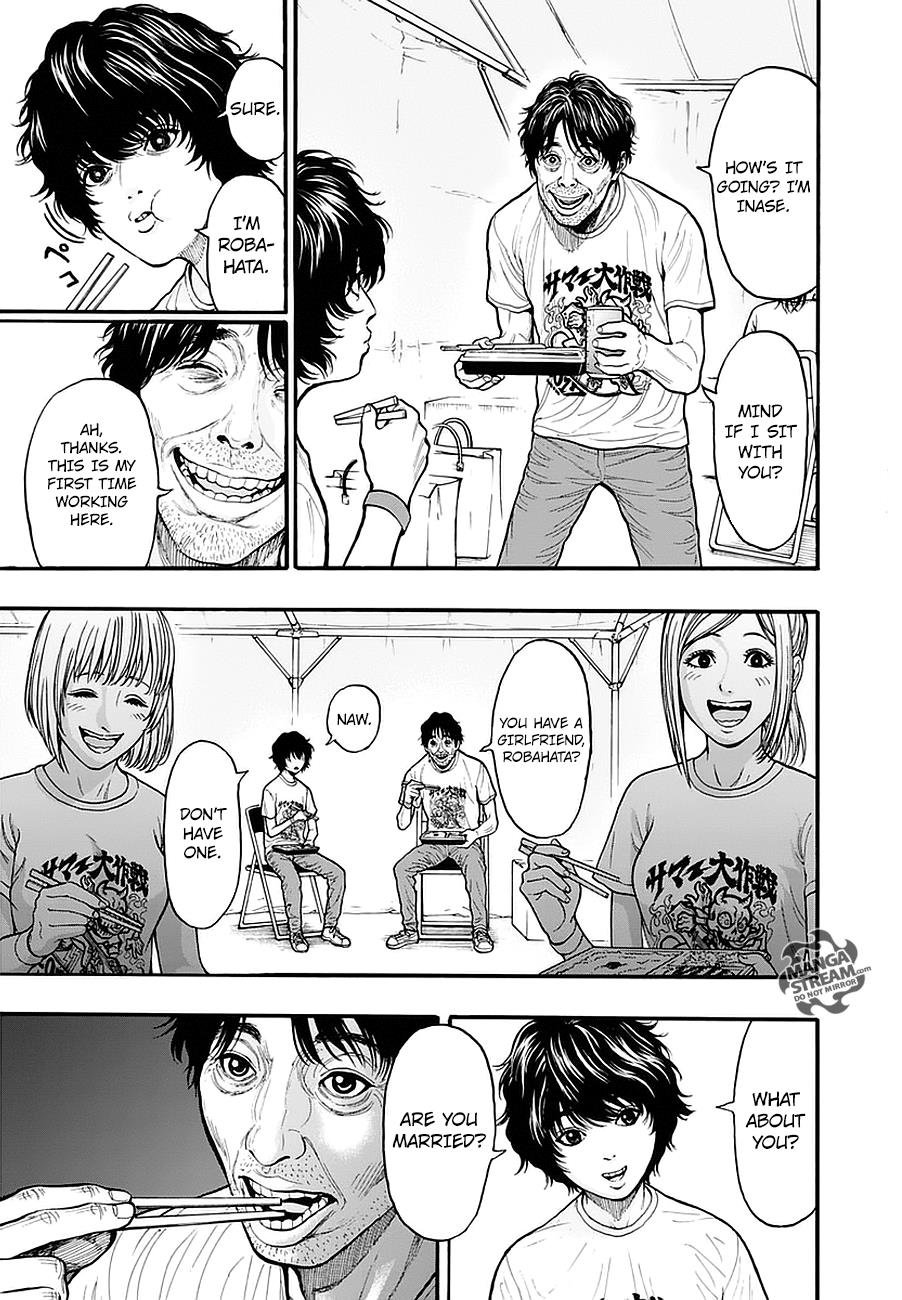 HOW'S IT
GOING? I'M
INASE.
サマー大作戦
MIND
IF I SIT
WITH
YOU?
SURE.
I'M
ROBA-
HATA.
ペコ
AH,
THANKS.
THIS IS MY
FIRST TIME
WORKING
HERE.
YOU HAVE A
GIRLFRIEND,
ROBAHATA?
サマー大作戦
NAW.
サマー大作戦
DON'T
HAVE
ONE.
サマー大作戦
MANGA
STREAM.com
DO NOT MIRROR
WHAT
ABOUT
YOU?
ARE YOU
MARRIED?